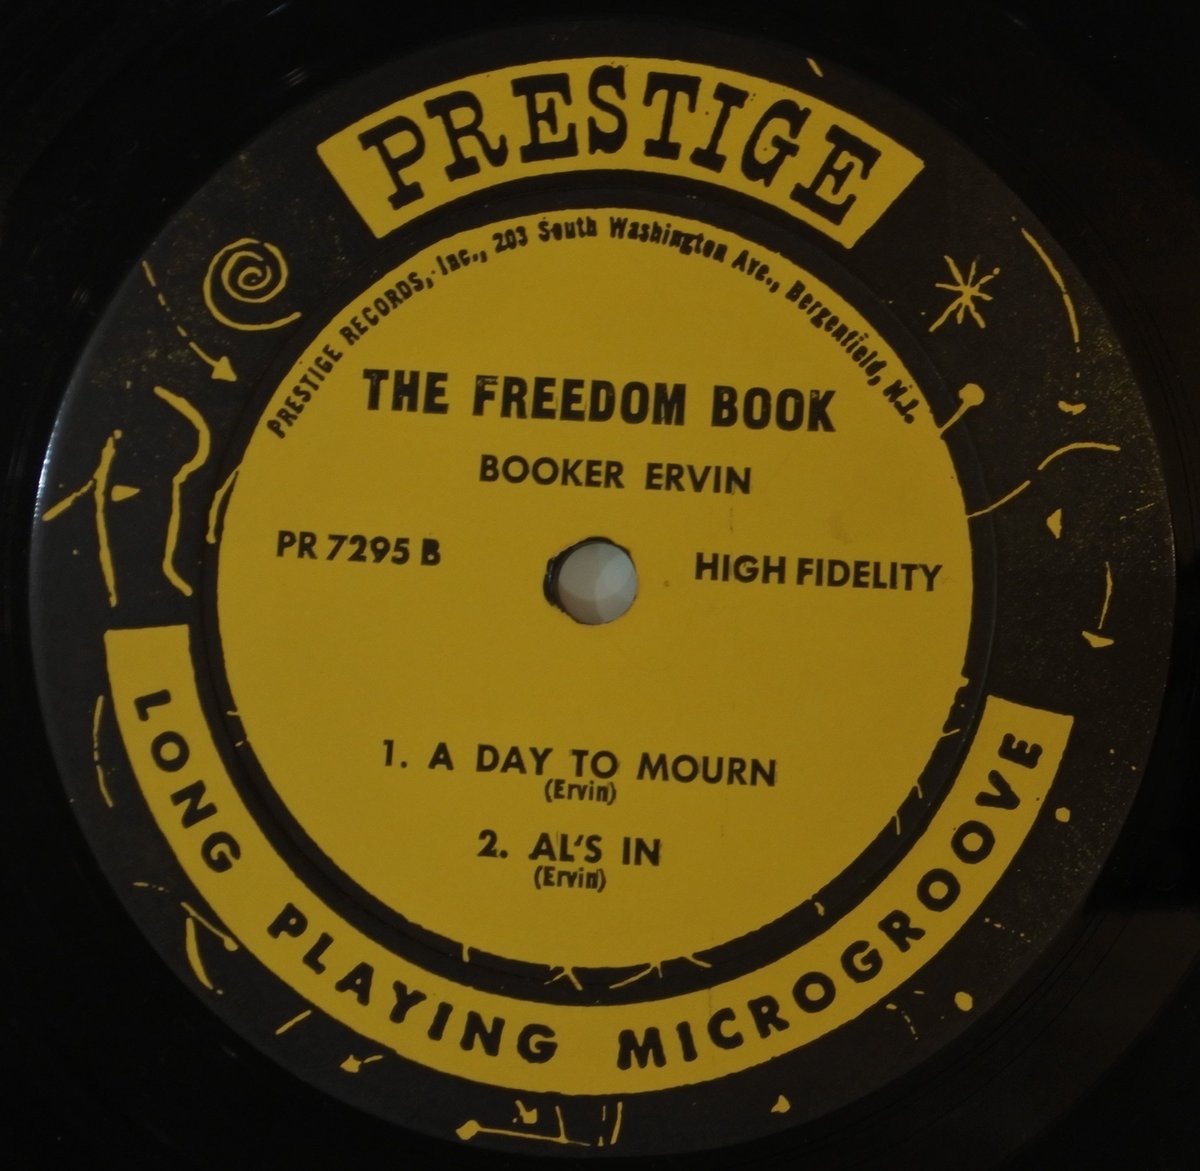 PRESTIGE
PRESTIGE RECORDS, Inc., 203 South Washington Ave., Bergenfield, N.J.
THE FREEDOM BOOK
BOOKER ERVIN
PR 7295 B
HIGH FIDELITY
1. A DAY TO MOURN
(Ervin)
2. AL'S IN
(Ervin)
LONG PLAYING MICROGROOVE